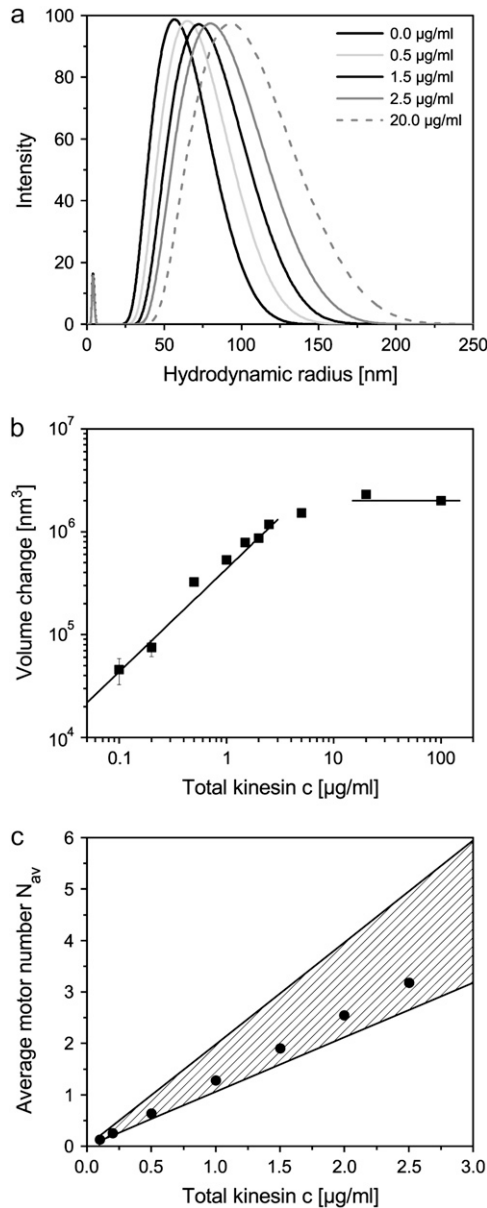 a
100
80
60
40
20
0
Intensity
0.0 µg/ml
0.5 µg/ml
1.5 µg/ml
2.5 µg/ml
20.0 µg/ml
0 50 100 150 200 250
Hydrodynamic radius [nm]
b
10⁷
10⁶
10⁵
10⁴
Volume change [nm³]
0.1 1 10 100
Total kinesin c [µg/ml]
c
6
5
4
3
2
1
0
Average motor number Nₐᵥ
0.0 0.5 1.0 1.5 2.0 2.5 3.0
Total kinesin c [µg/ml]